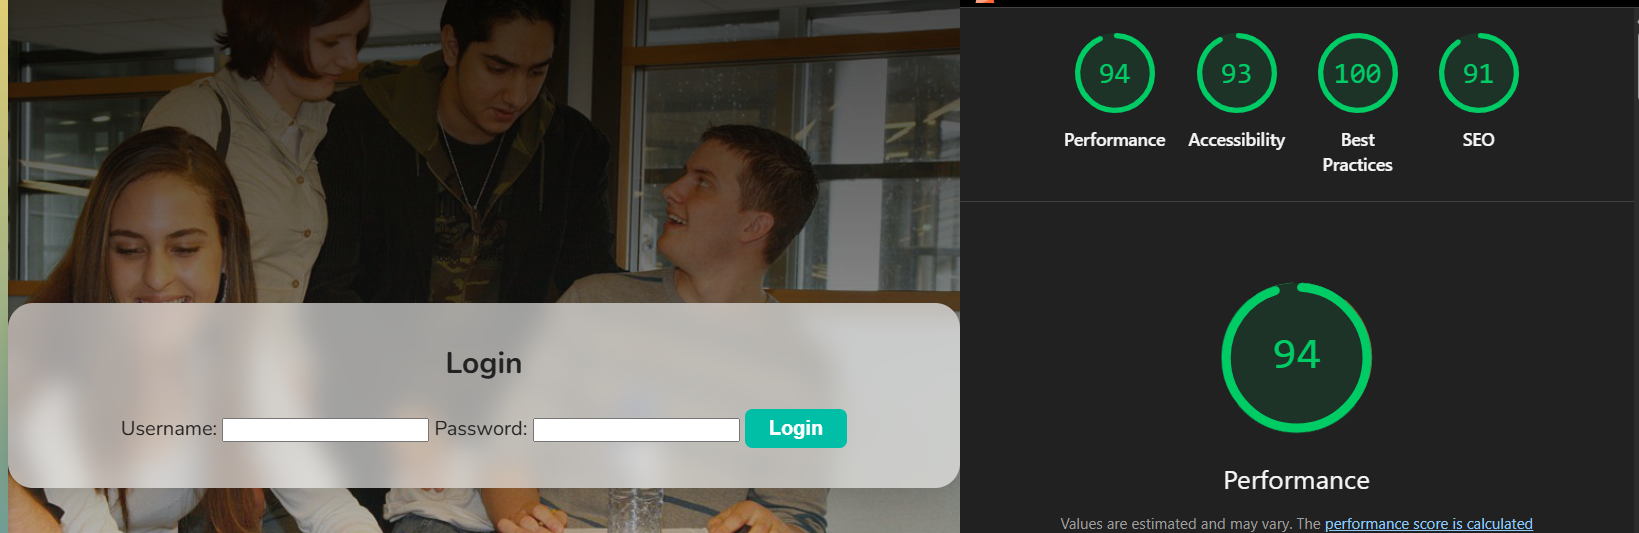 Login
Username:
Password:
Login
94
93
100
91
Performance
Accessibility
Best
Practices
SEO
94
Performance
Values are estimated and may vary. The performance score is calculated